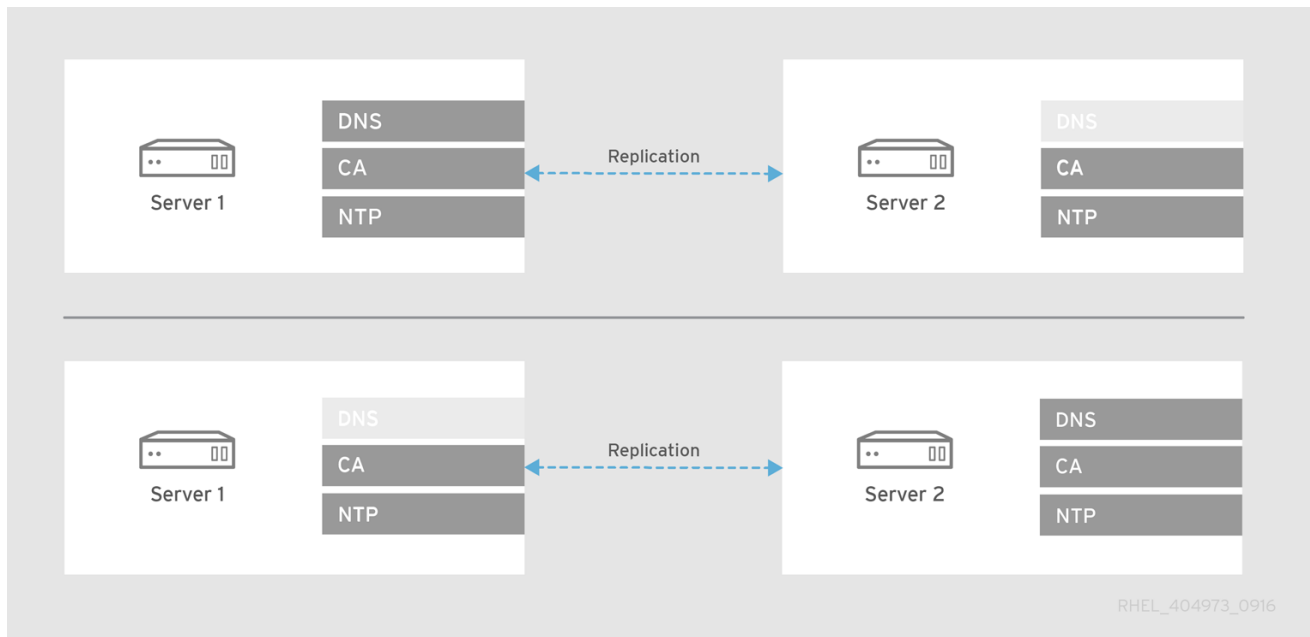 DNS
CA
NTP
Server 1
Replication
DNS
CA
NTP
Server 2
DNS
CA
NTP
Server 1
Replication
DNS
CA
NTP
Server 2
RHEL_404973_0916